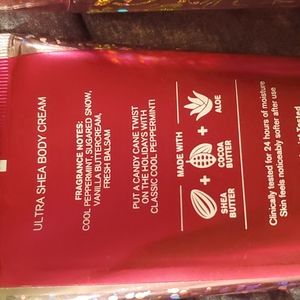 ULTRA SHEA BODY CREAM
FRAGRANCE NOTES:
COOL PEPPERMINT, SUGARED SNOW,
VANILLA BUTTERCREAM,
FRESH BALSAM
PUT A CANDY CANE TWIST
ON THE HOLIDAYS WITH
CLASSIC COOL PEPPERMINT!
MADE WITH
SHEA
BUTTER
+
COCOA
BUTTER
+
ALOE
Clinically tested for 24 hours of moisture
Skin feels noticeably softer after use
tested